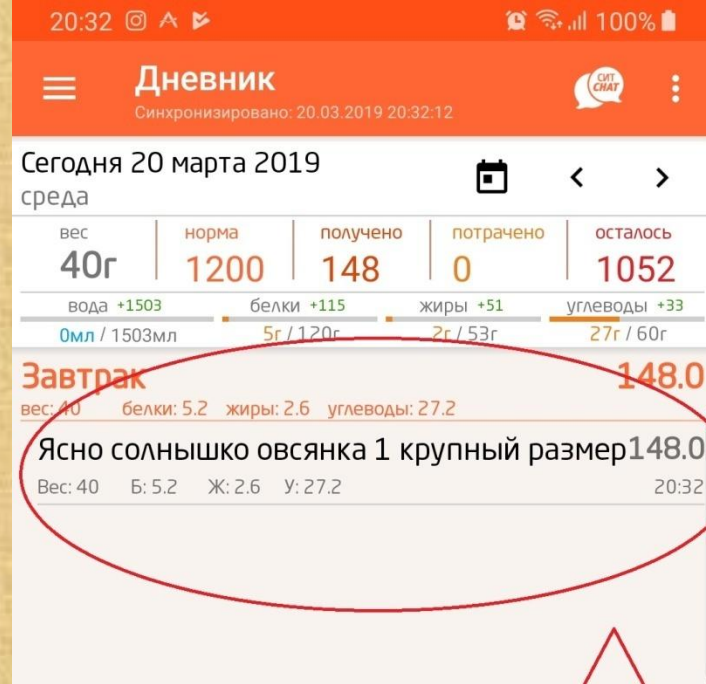 20:32 100%
Дневник
СИТ
ЧАТ
Синхронизировано: 20.03.2019 20:32:12
Сегодня 20 марта 2019
среда
вес норма получено потрачено осталось
40г 1200 148 0 1052
вода +1503 белки +115 жиры +51 углеводы +33
0мл / 1503мл 5г / 120г 2г / 53г 27г / 60г
Завтрак 148.0
вес: 40 белки: 5.2 жиры: 2.6 углеводы: 27.2
Ясно солнышко овсянка 1 крупный размер 148.0
Вес: 40 Б: 5.2 Ж: 2.6 У: 27.2 20:32